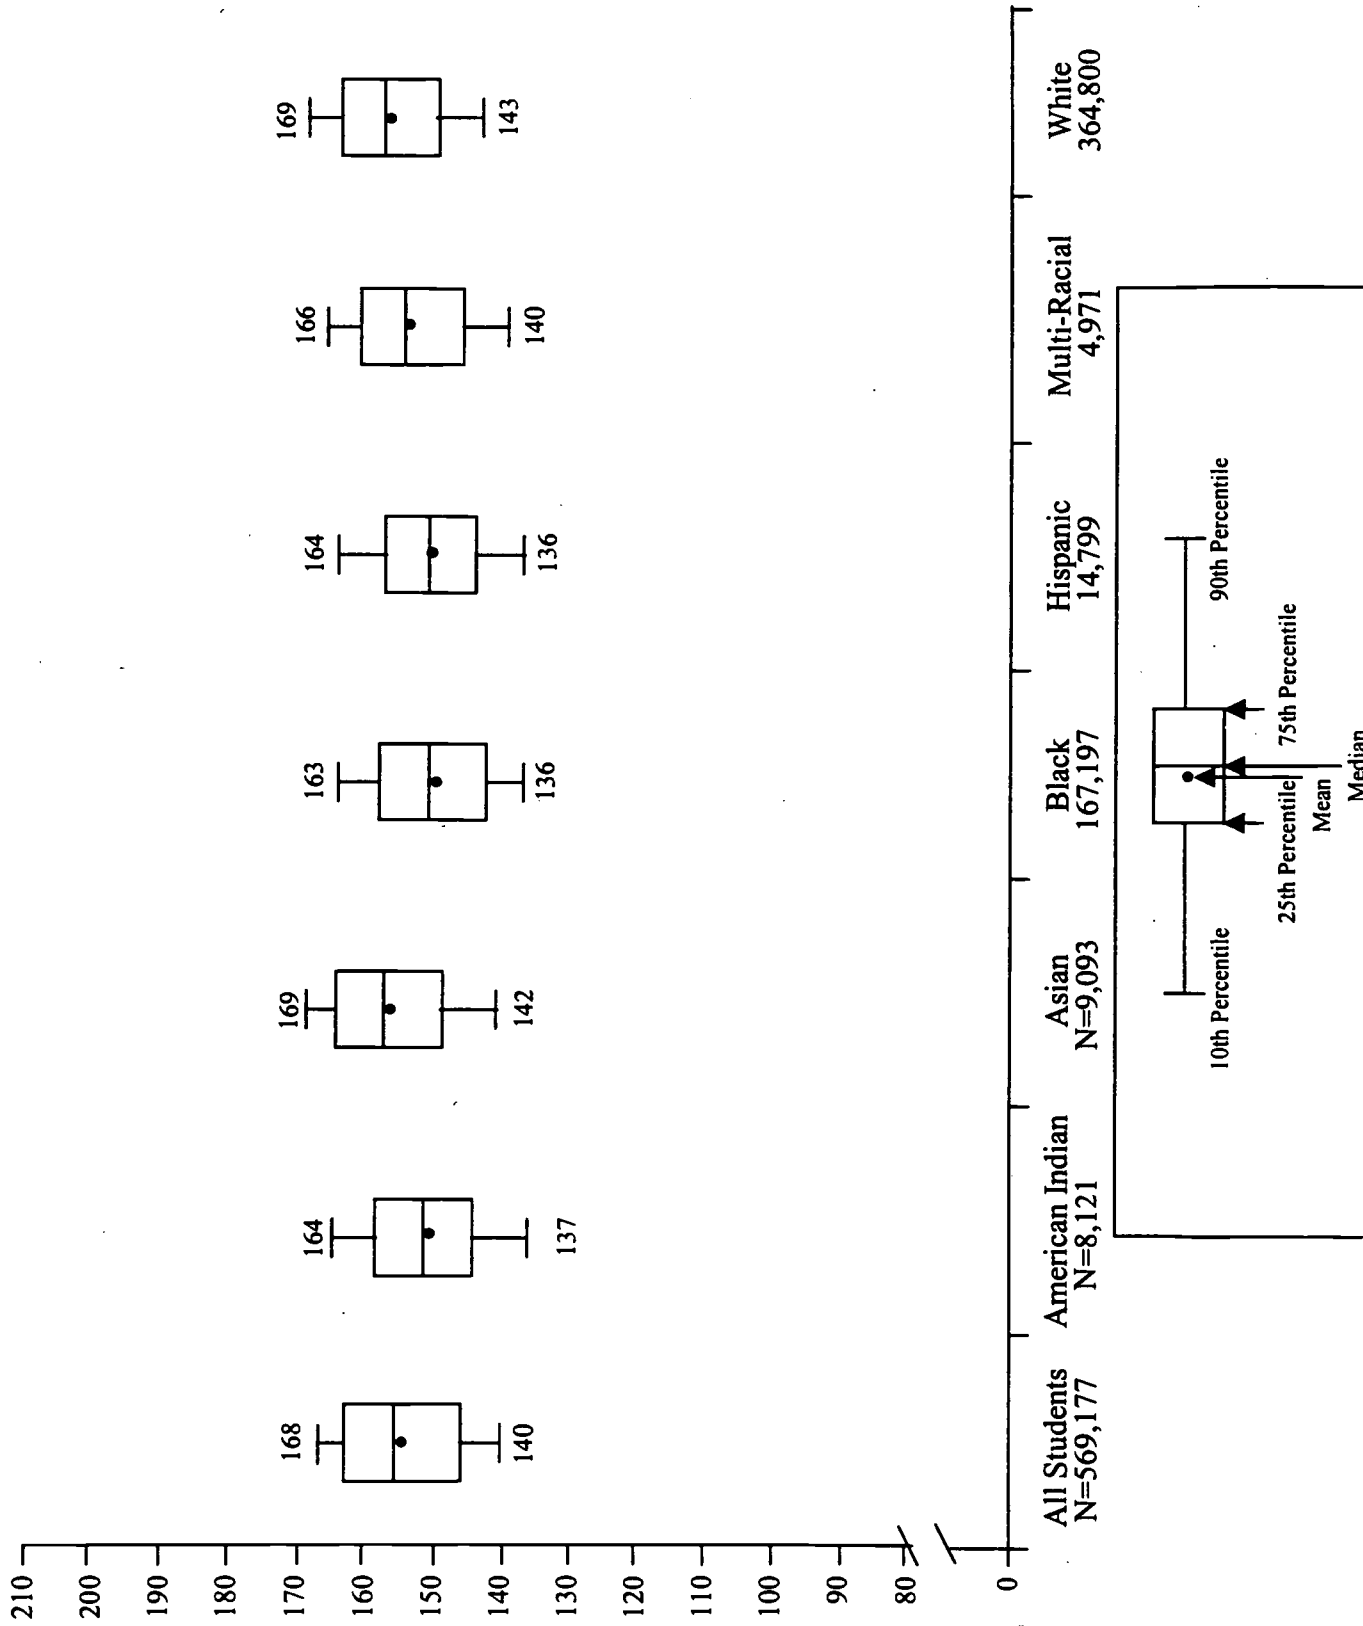 210
200
190
180
170
160
150
140
130
120
110
100
90
80
0
168
140
164
137
169
142
163
136
164
136
166
140
169
143
All Students
N=569,177
American Indian
N=8,121
Asian
N=9,093
Black
167,197
Hispanic
14,799
Multi-Racial
4,971
White
364,800
10th Percentile
90th Percentile
25th Percentile
75th Percentile
Mean
Median